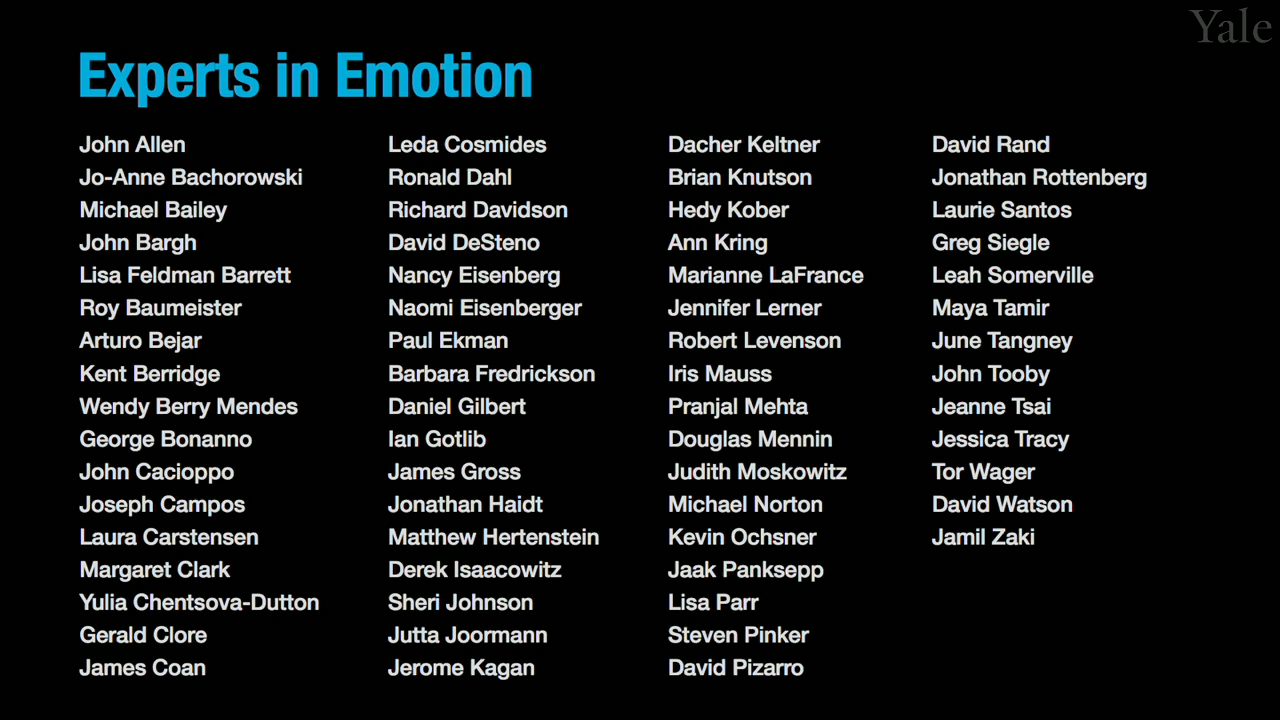 Yale
Experts in Emotion
John Allen
Jo-Anne Bachorowski
Michael Bailey
John Bargh
Lisa Feldman Barrett
Roy Baumeister
Arturo Bejar
Kent Berridge
Wendy Berry Mendes
George Bonanno
John Cacioppo
Joseph Campos
Laura Carstensen
Margaret Clark
Yulia Chentsova-Dutton
Gerald Clore
James Coan
Leda Cosmides
Ronald Dahl
Richard Davidson
David DeSteno
Nancy Eisenberg
Naomi Eisenberger
Paul Ekman
Barbara Fredrickson
Daniel Gilbert
Ian Gotlib
James Gross
Jonathan Haidt
Matthew Hertenstein
Derek Isaacowitz
Sheri Johnson
Jutta Joormann
Jerome Kagan
Dacher Keltner
Brian Knutson
Hedy Kober
Ann Kring
Marianne LaFrance
Jennifer Lerner
Robert Levenson
Iris Mauss
Pranjal Mehta
Douglas Mennin
Judith Moskowitz
Michael Norton
Kevin Ochsner
Jaak Panksepp
Lisa Parr
Steven Pinker
David Pizarro
David Rand
Jonathan Rottenberg
Laurie Santos
Greg Siegle
Leah Somerville
Maya Tamir
June Tangney
John Tooby
Jeanne Tsai
Jessica Tracy
Tor Wager
David Watson
Jamil Zaki